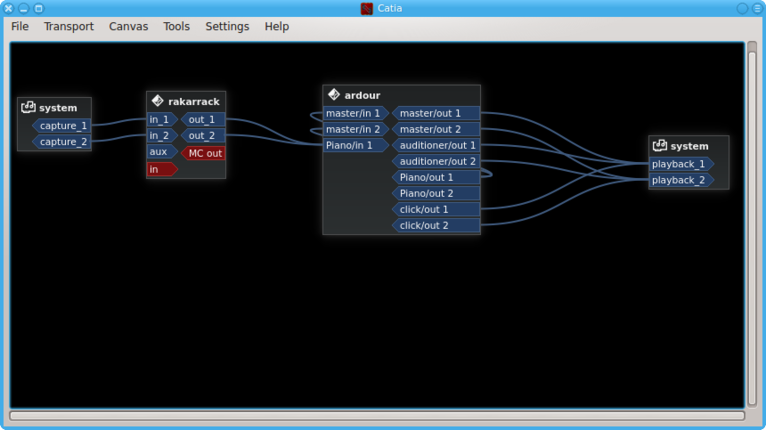 Catia
File Transport Canvas Tools Settings Help
system
capture_1
capture_2
rakarrack
in_1 out_1
in_2 out_2
aux MC out
in
ardour
master/in 1 master/out 1
master/in 2 master/out 2
Piano/in 1 auditioner/out 1
auditioner/out 2
Piano/out 1
Piano/out 2
click/out 1
click/out 2
system
playback_1
playback_2